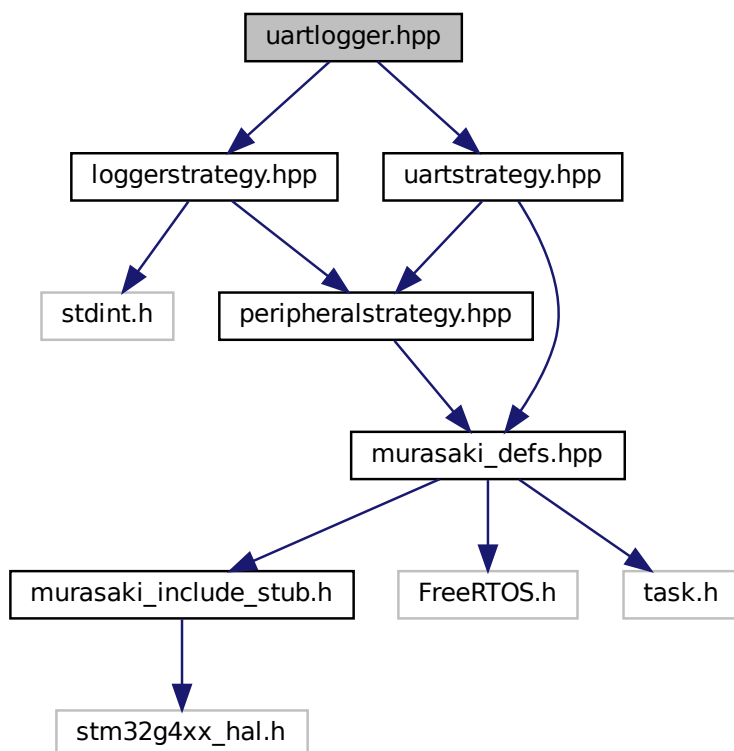 uartlogger.hpp
loggerstrategy.hpp
uartstrategy.hpp
stdint.h
peripheralstrategy.hpp
murasaki_defs.hpp
murasaki_include_stub.h
FreeRTOS.h
task.h
stm32g4xx_hal.h